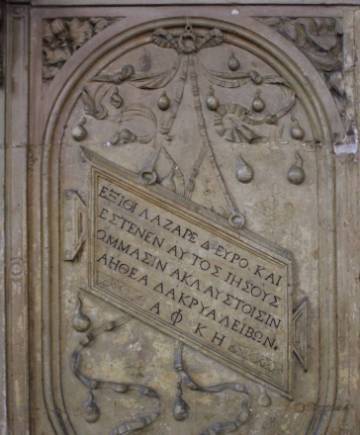 ΕΞΙΘΙ ΛΑΖΑΡΕ ΔΕΥΡΟ ΚΑΙ
ΕΣΤΕΝΕΝ ΑΥΤΟΣ ΙΗΣΟΥΣ
ΟΜΜΑΣΙΝ ΑΚΛΑΥΣΤΟΙΣΙΝ
ΑΗΘΕΑ ΔΑΚΡΥΑ ΛΕΙΒΩΝ.
Α Φ Κ Η